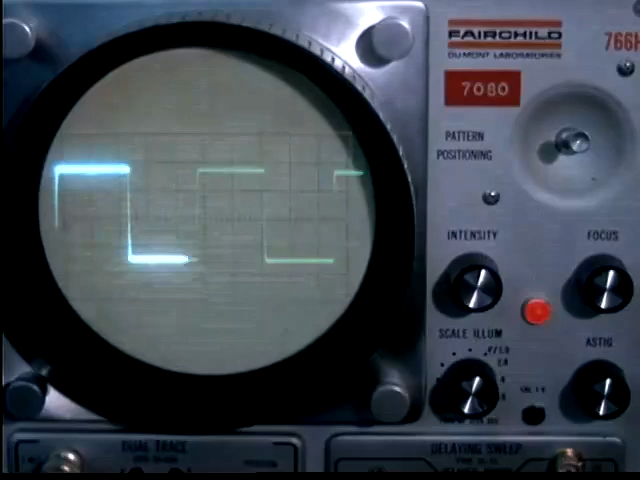 FAIRCHILD
DUMONT LABORATORIES
766H
7080
PATTERN
POSITIONING
INTENSITY
FOCUS
SCALE ILLUM
ASTIG
DUAL TRACE
DELAYING SWEEP